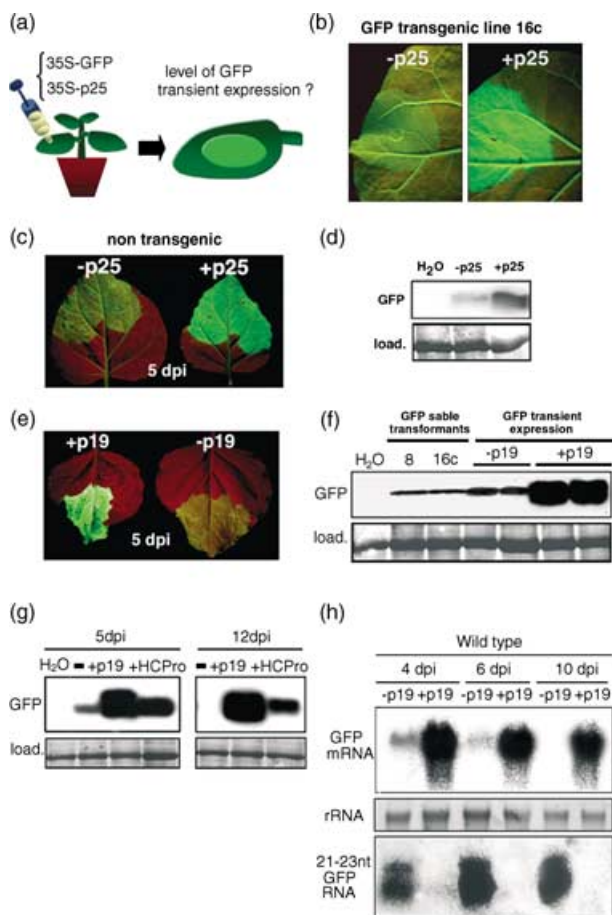 (a)
35S-GFP
35S-p25
level of GFP
transient expression ?
(b)
GFP transgenic line 16c
-p25
+p25
(c)
non transgenic
-p25
+p25
5 dpi
(d)
H2O -p25 +p25
GFP
load.
(e)
+p19
-p19
5 dpi
(f)
GFP sable
transformants
GFP transient
expression
H2O
8 16c
-p19
+p19
GFP
load.
(g)
5dpi
12dpi
H2O - +p19 +HCPro
- +p19 +HCPro
GFP
load.
(h)
Wild type
4 dpi 6 dpi 10 dpi
-p19 +p19 -p19 +p19 -p19 +p19
GFP
mRNA
rRNA
21-23nt
GFP
RNA